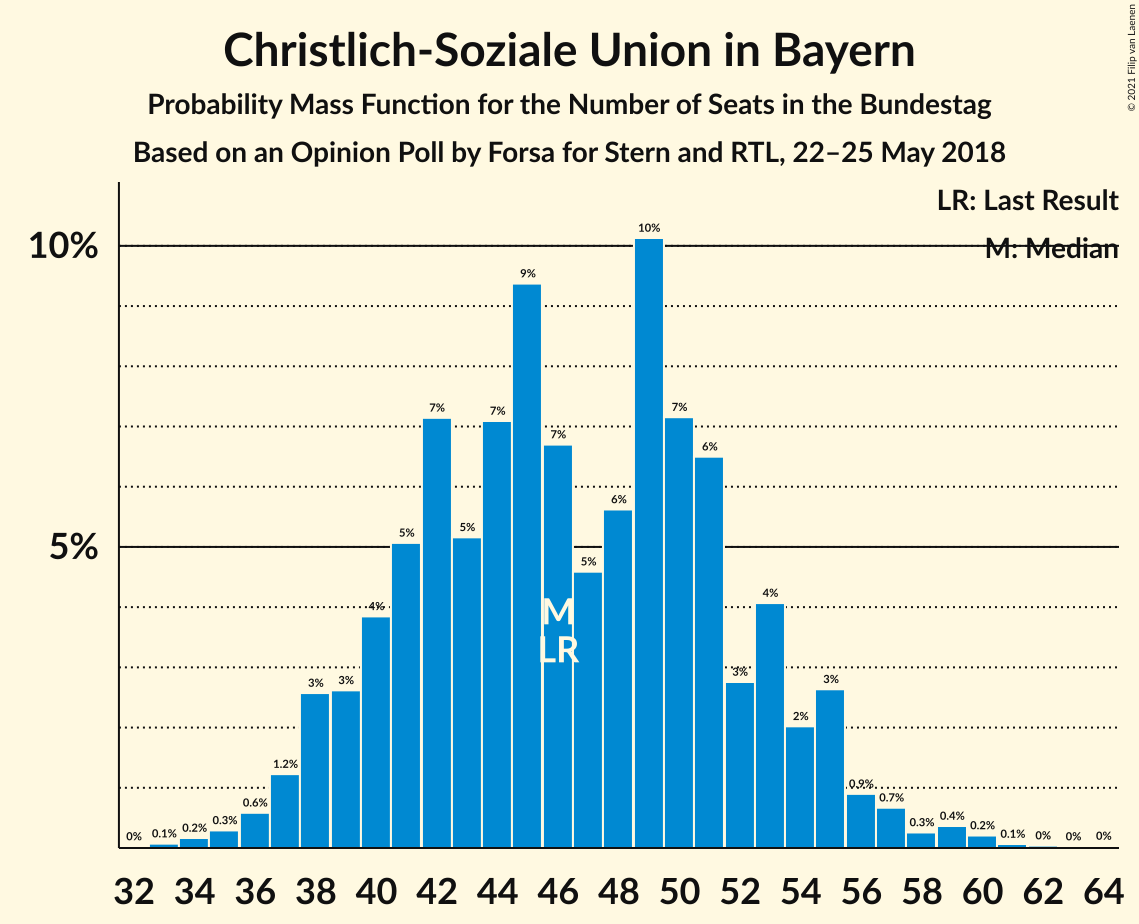 © 2021 Filip van Laenen
Christlich-Soziale Union in Bayern
Probability Mass Function for the Number of Seats in the Bundestag
Based on an Opinion Poll by Forsa for Stern and RTL, 22–25 May 2018
LR: Last Result
M: Median
10%
5%
0% 0.1% 0.2% 0.3% 0.6% 1.2% 3% 3% 4% 5% 7% 5% 7% 9% 7% 5% 6% 10% 7% 6% 3% 4% 2% 3% 0.9% 0.7% 0.3% 0.4% 0.2% 0.1% 0% 0% 0%
M
LR
32 34 36 38 40 42 44 46 48 50 52 54 56 58 60 62 64